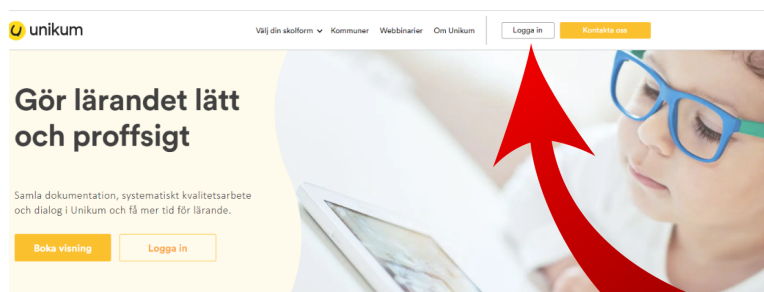 unikum
Välj din skolform Kommuner Webbinarier Om Unikum Logga in Kontakta oss
Gör lärandet lätt
och proffsigt
Samla dokumentation, systematiskt kvalitetsarbete
och dialog i Unikum och få mer tid för lärande.
Boka visning Logga in